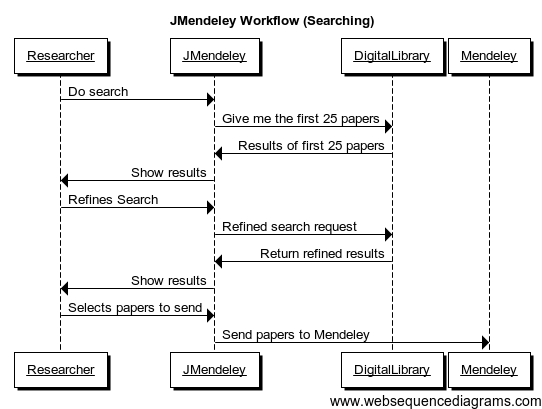 JMendeley Workflow (Searching)
Researcher JMendeley DigitalLibrary Mendeley
Do search
Give me the first 25 papers
Results of first 25 papers
Show results
Refines Search
Refined search request
Return refined results
Show results
Selects papers to send
Send papers to Mendeley
Researcher JMendeley DigitalLibrary Mendeley
www.websequencediagrams.com